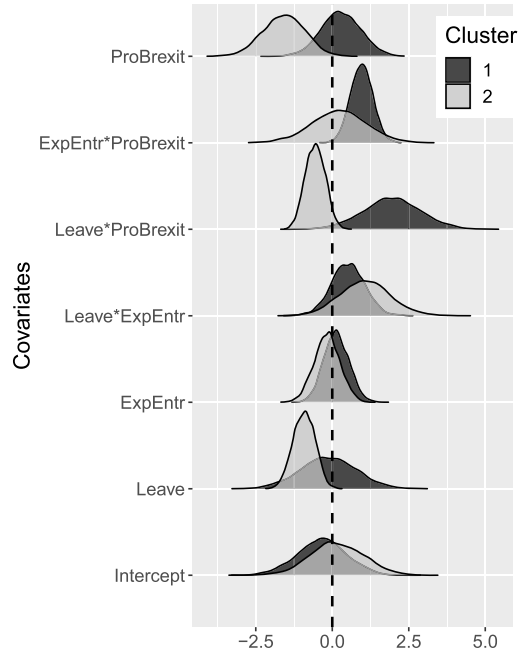 Cluster
1
2
ProBrexit
ExpEntr*ProBrexit
Leave*ProBrexit
Leave*ExpEntr
ExpEntr
Leave
Intercept
Covariates
−2.5 0.0 2.5 5.0